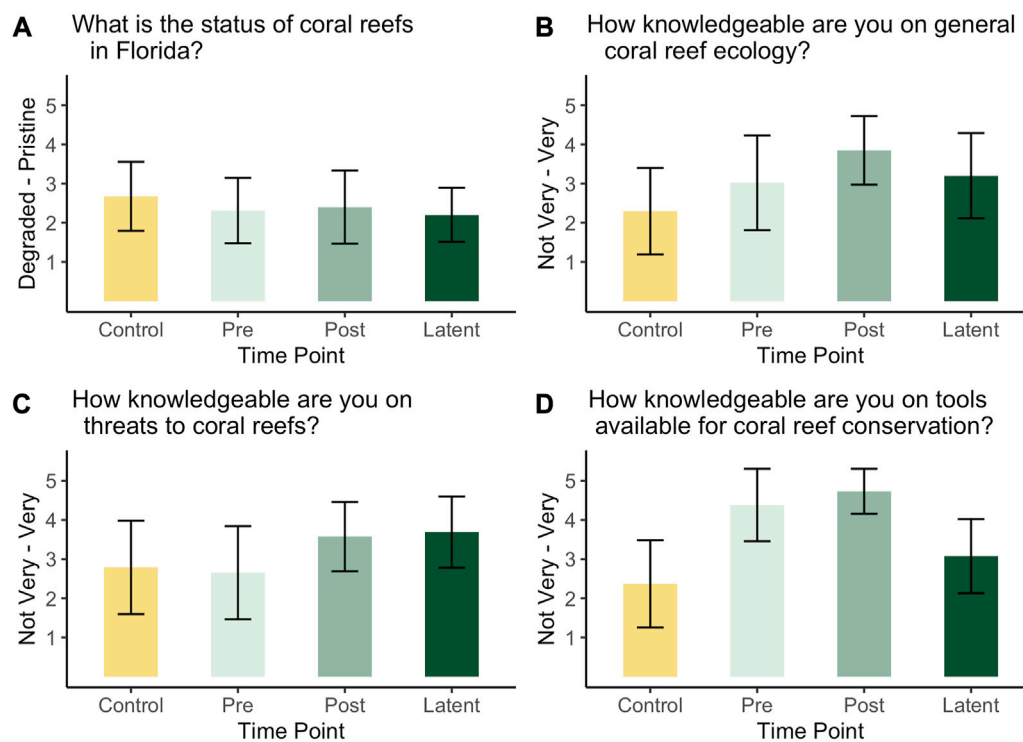 A What is the status of coral reefs
in Florida?
Degraded - Pristine
5
4
3
2
1
Control Pre Post Latent
Time Point
B How knowledgeable are you on general
coral reef ecology?
Not Very - Very
5
4
3
2
1
Control Pre Post Latent
Time Point
C How knowledgeable are you on
threats to coral reefs?
Not Very - Very
5
4
3
2
1
Control Pre Post Latent
Time Point
D How knowledgeable are you on tools
available for coral reef conservation?
Not Very - Very
5
4
3
2
1
Control Pre Post Latent
Time Point